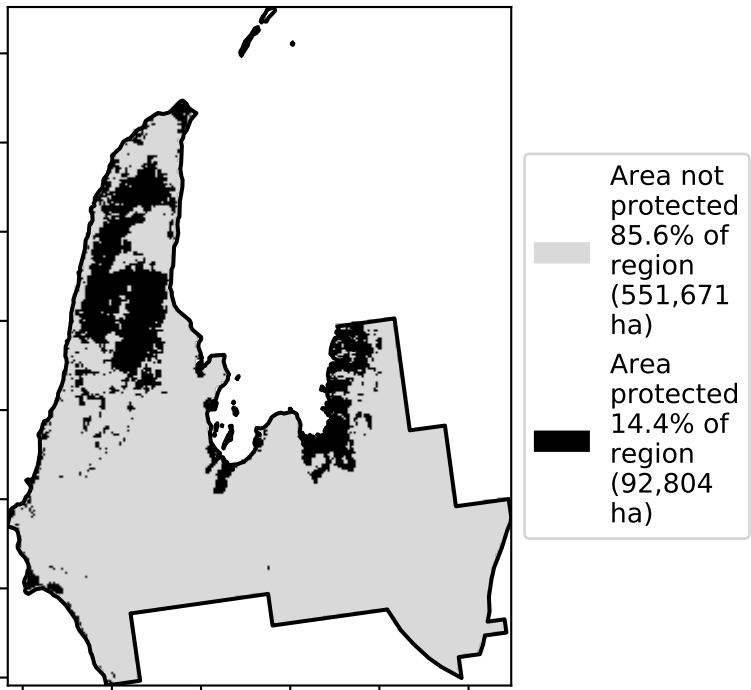 Area not
protected
85.6% of
region
(551,671
ha)
Area
protected
14.4% of
region
(92,804
ha)